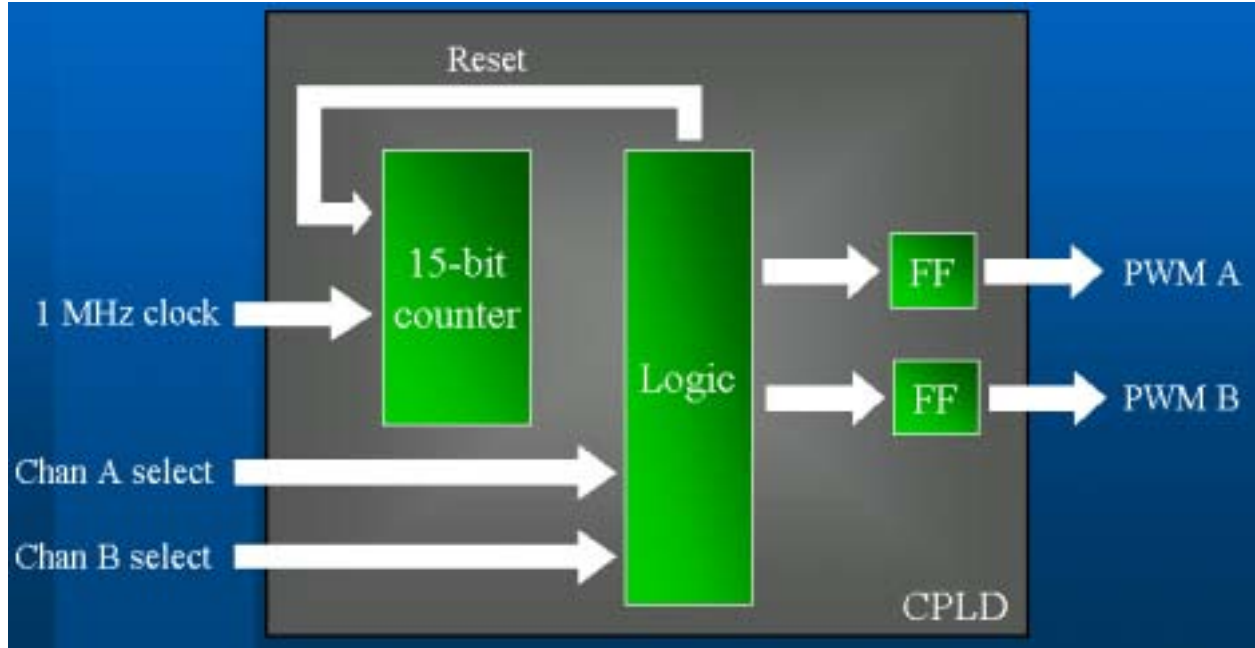 Reset
15-bit
counter
1 MHz clock
Logic
FF
PWM A
FF
PWM B
Chan A select
Chan B select
CPLD